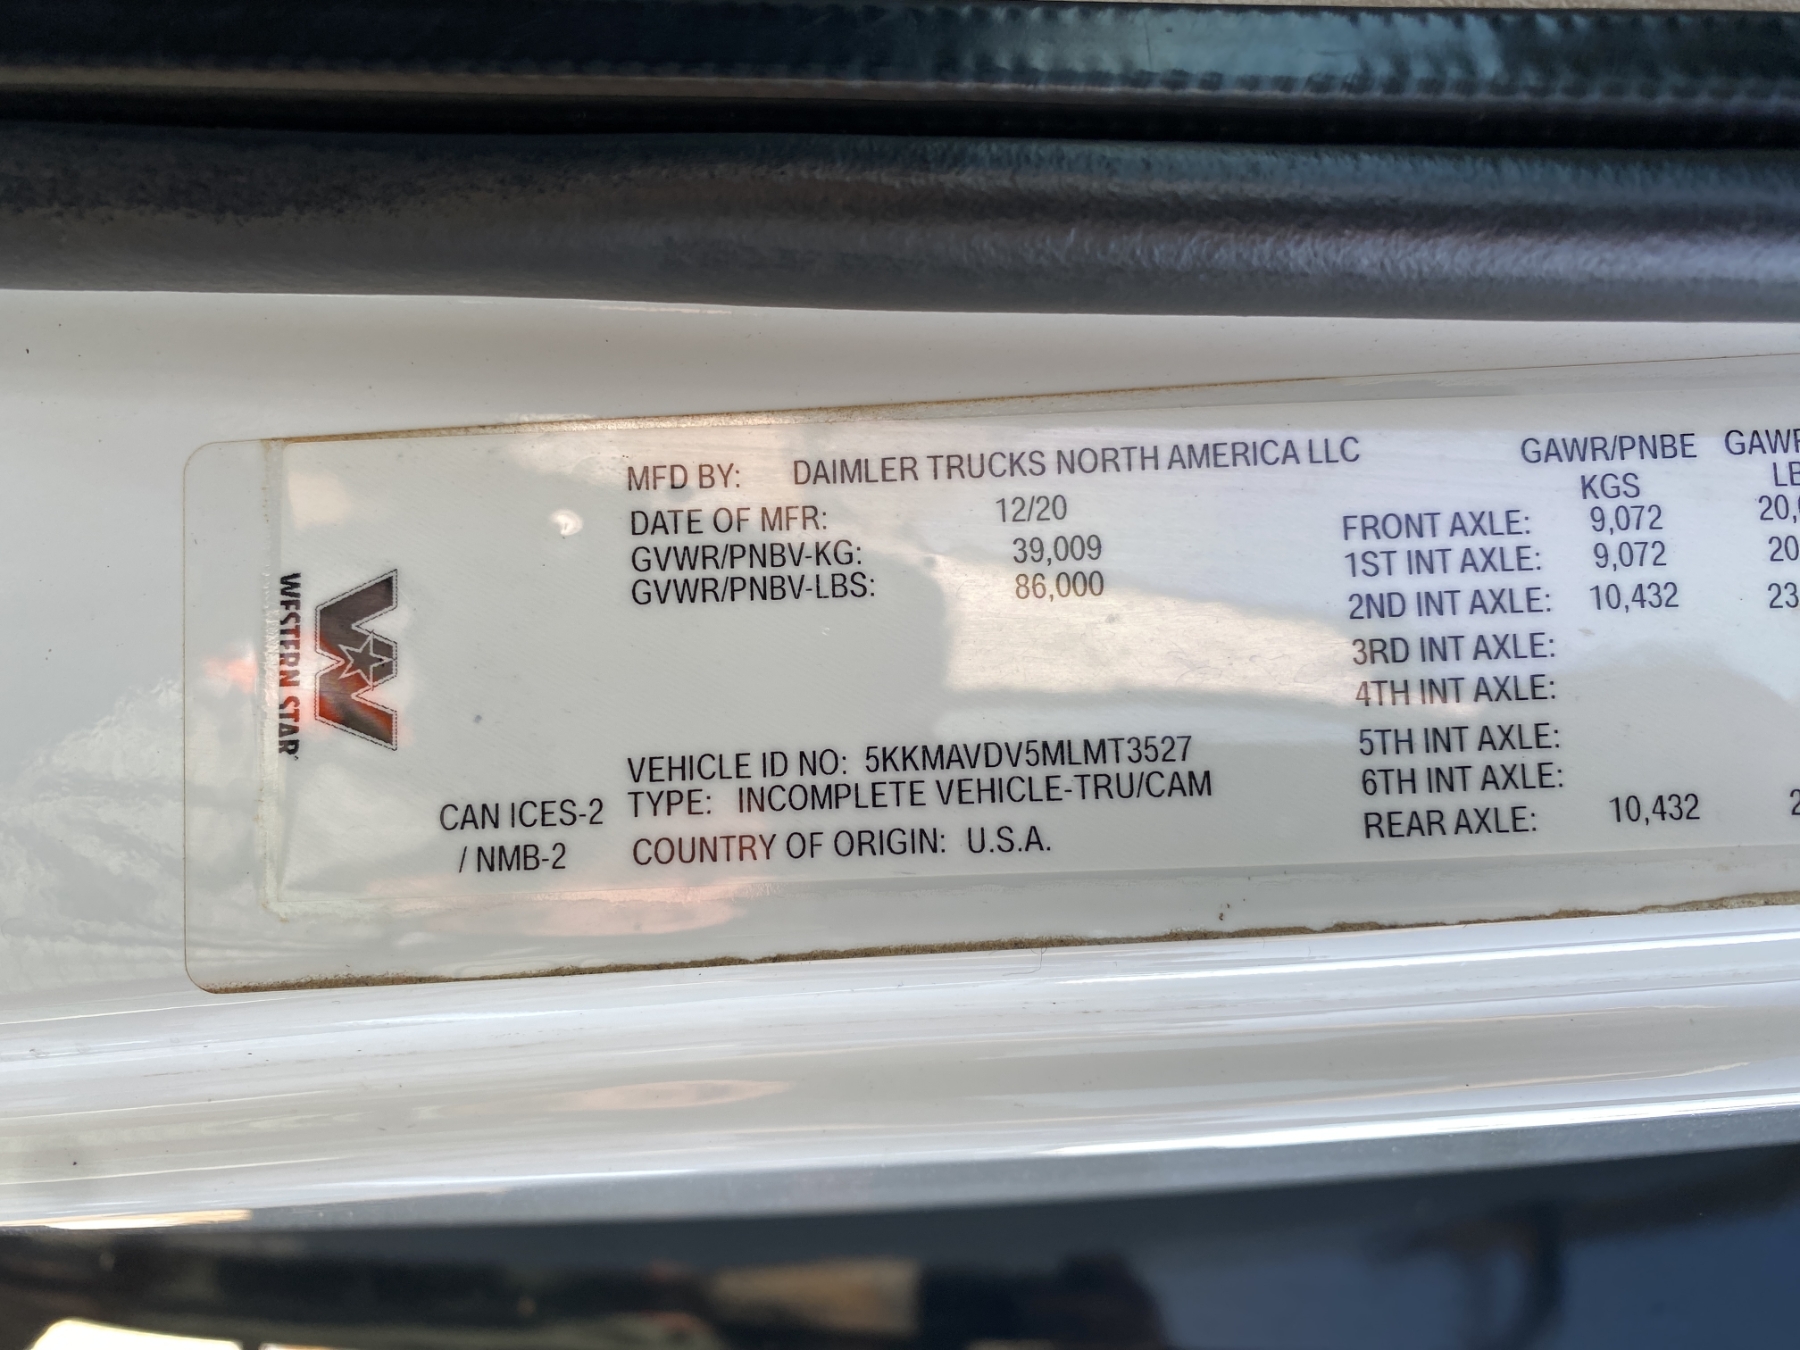 WESTERN STAR
MFD BY: DAIMLER TRUCKS NORTH AMERICA LLC
DATE OF MFR: 12/20
GVWR/PNBV-KG: 39,009
GVWR/PNBV-LBS: 86,000
VEHICLE ID NO: 5KKMAVDV5MLMT3527
TYPE: INCOMPLETE VEHICLE-TRU/CAM
COUNTRY OF ORIGIN: U.S.A.
CAN ICES-2
/ NMB-2
GAWR/PNBE
KGS
FRONT AXLE: 9,072
1ST INT AXLE: 9,072
2ND INT AXLE: 10,432
3RD INT AXLE:
4TH INT AXLE:
5TH INT AXLE:
6TH INT AXLE:
REAR AXLE: 10,432